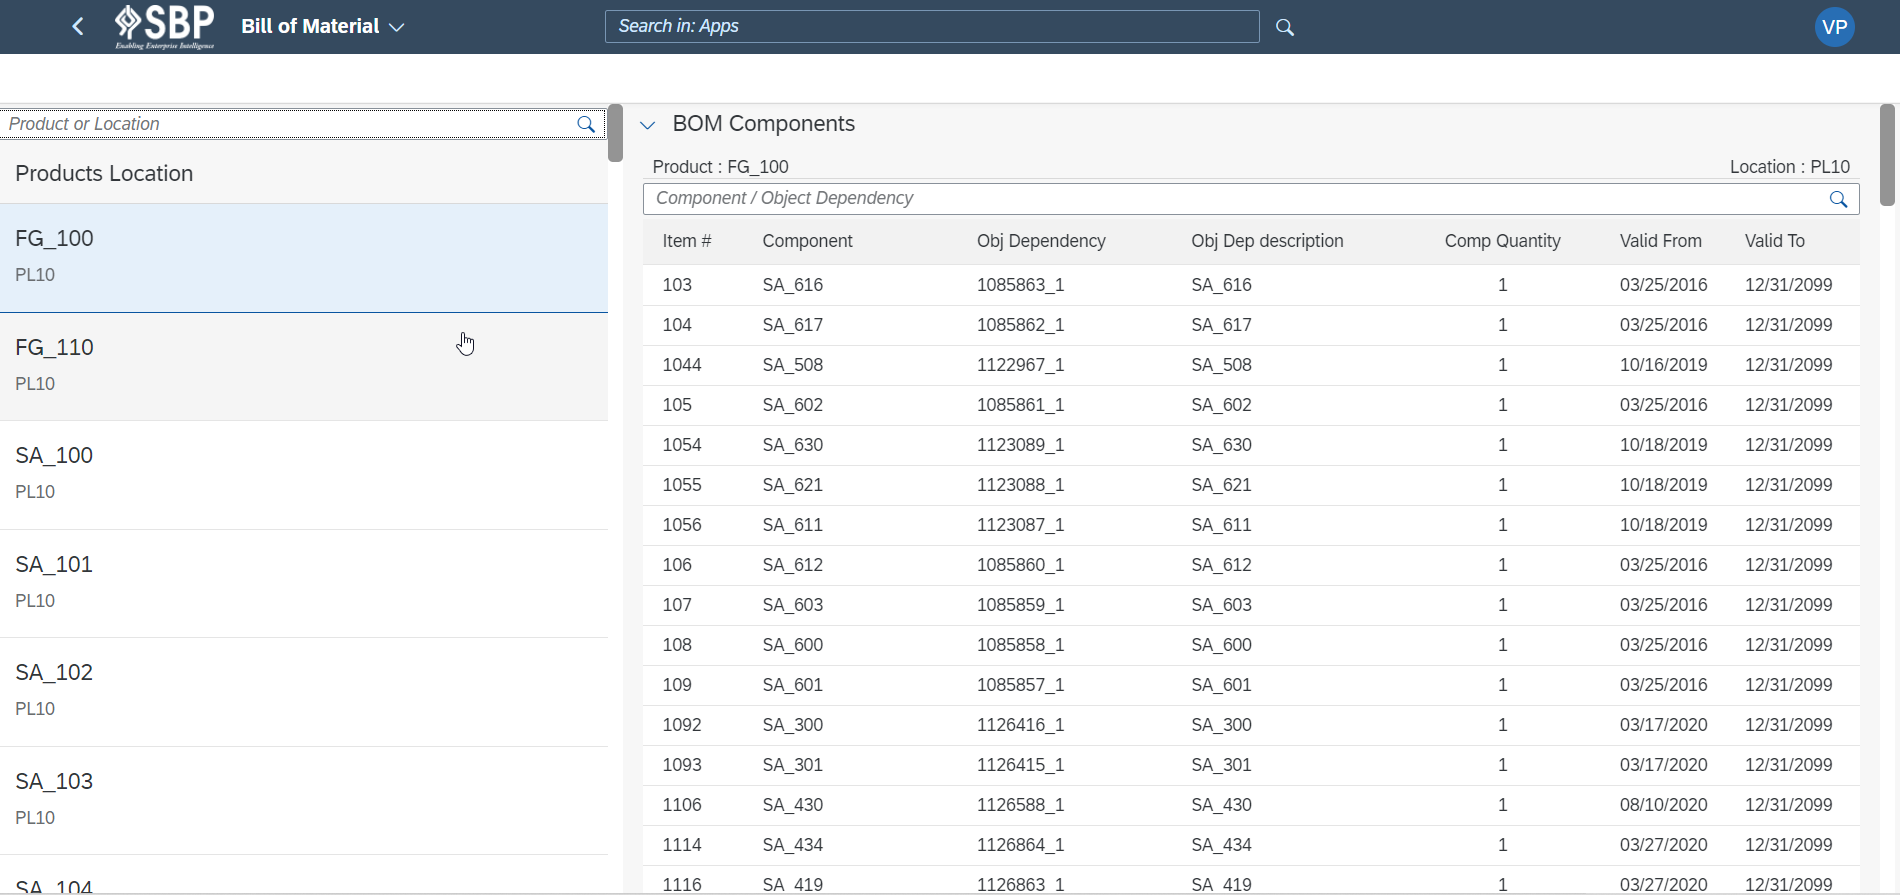 SBP
Enabling Enterprise Intelligence
Bill of Material
Search in: Apps
VP
Product or Location
Products Location
FG_100
PL10
FG_110
PL10
SA_100
PL10
SA_101
PL10
SA_102
PL10
SA_103
PL10
SA_104
BOM Components
Product : FG_100 Location : PL10
Component / Object Dependency
Item # Component Obj Dependency Obj Dep description Comp Quantity Valid From Valid To
103 SA_616 1085863_1 SA_616 1 03/25/2016 12/31/2099
104 SA_617 1085862_1 SA_617 1 03/25/2016 12/31/2099
1044 SA_508 1122967_1 SA_508 1 10/16/2019 12/31/2099
105 SA_602 1085861_1 SA_602 1 03/25/2016 12/31/2099
1054 SA_630 1123089_1 SA_630 1 10/18/2019 12/31/2099
1055 SA_621 1123088_1 SA_621 1 10/18/2019 12/31/2099
1056 SA_611 1123087_1 SA_611 1 10/18/2019 12/31/2099
106 SA_612 1085860_1 SA_612 1 03/25/2016 12/31/2099
107 SA_603 1085859_1 SA_603 1 03/25/2016 12/31/2099
108 SA_600 1085858_1 SA_600 1 03/25/2016 12/31/2099
109 SA_601 1085857_1 SA_601 1 03/25/2016 12/31/2099
1092 SA_300 1126416_1 SA_300 1 03/17/2020 12/31/2099
1093 SA_301 1126415_1 SA_301 1 03/17/2020 12/31/2099
1106 SA_430 1126588_1 SA_430 1 08/10/2020 12/31/2099
1114 SA_434 1126864_1 SA_434 1 03/27/2020 12/31/2099
1116 SA_419 1126863_1 SA_419 1 03/27/2020 12/31/2099